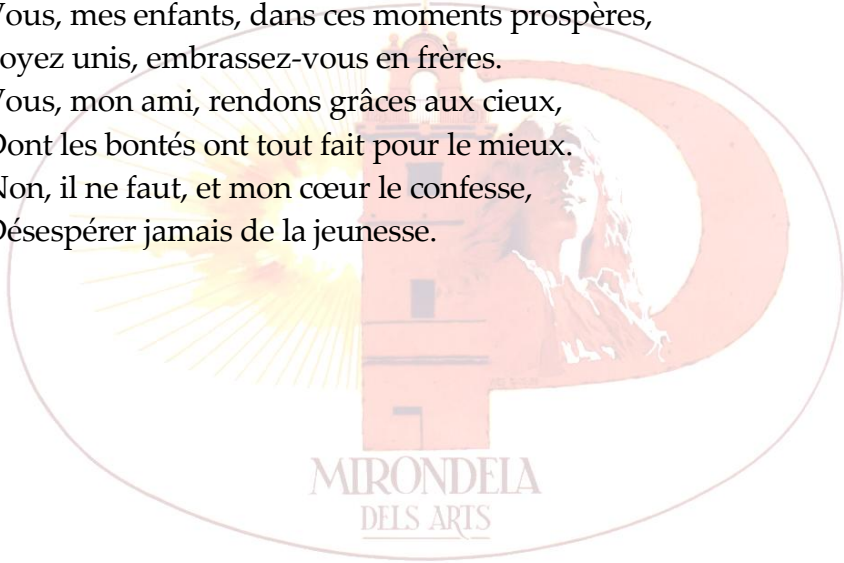 Vous, mes enfants, dans ces moments prospères,
Soyez unis, embrassez-vous en frères.
Vous, mon ami, rendons grâces aux cieux,
Dont les bontés ont tout fait pour le mieux.
Non, il ne faut, et mon cœur le confesse,
Désespérer jamais de la jeunesse.
MIRONDELA
DELS ARTS